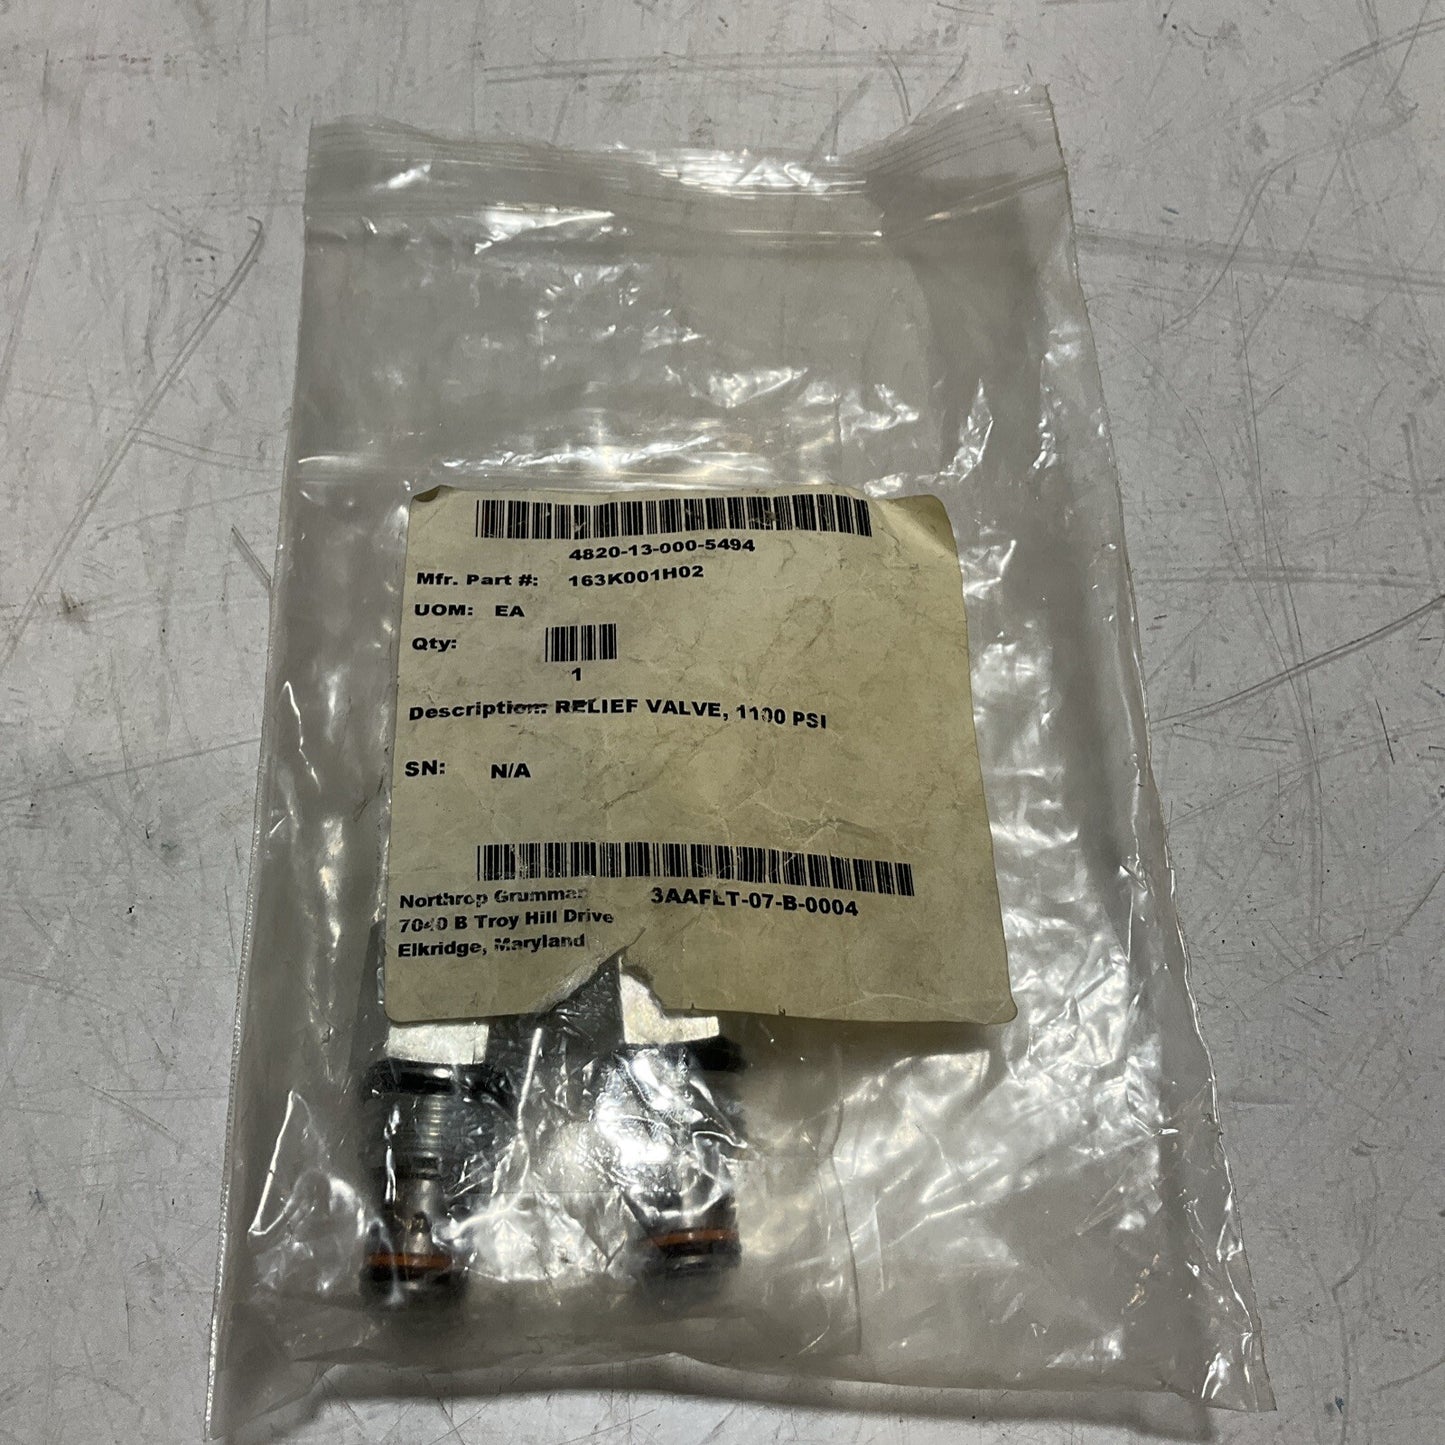 4820-13-000-5494
Mfr. Part #: 163K001H02
UOM: EA
Qty:
1
Description: RELIEF VALVE, 1100 PSI
SN: N/A
Northrop Grumman 3AAFLT-07-B-0004
7040 B Troy Hill Drive
Elkridge, Maryland